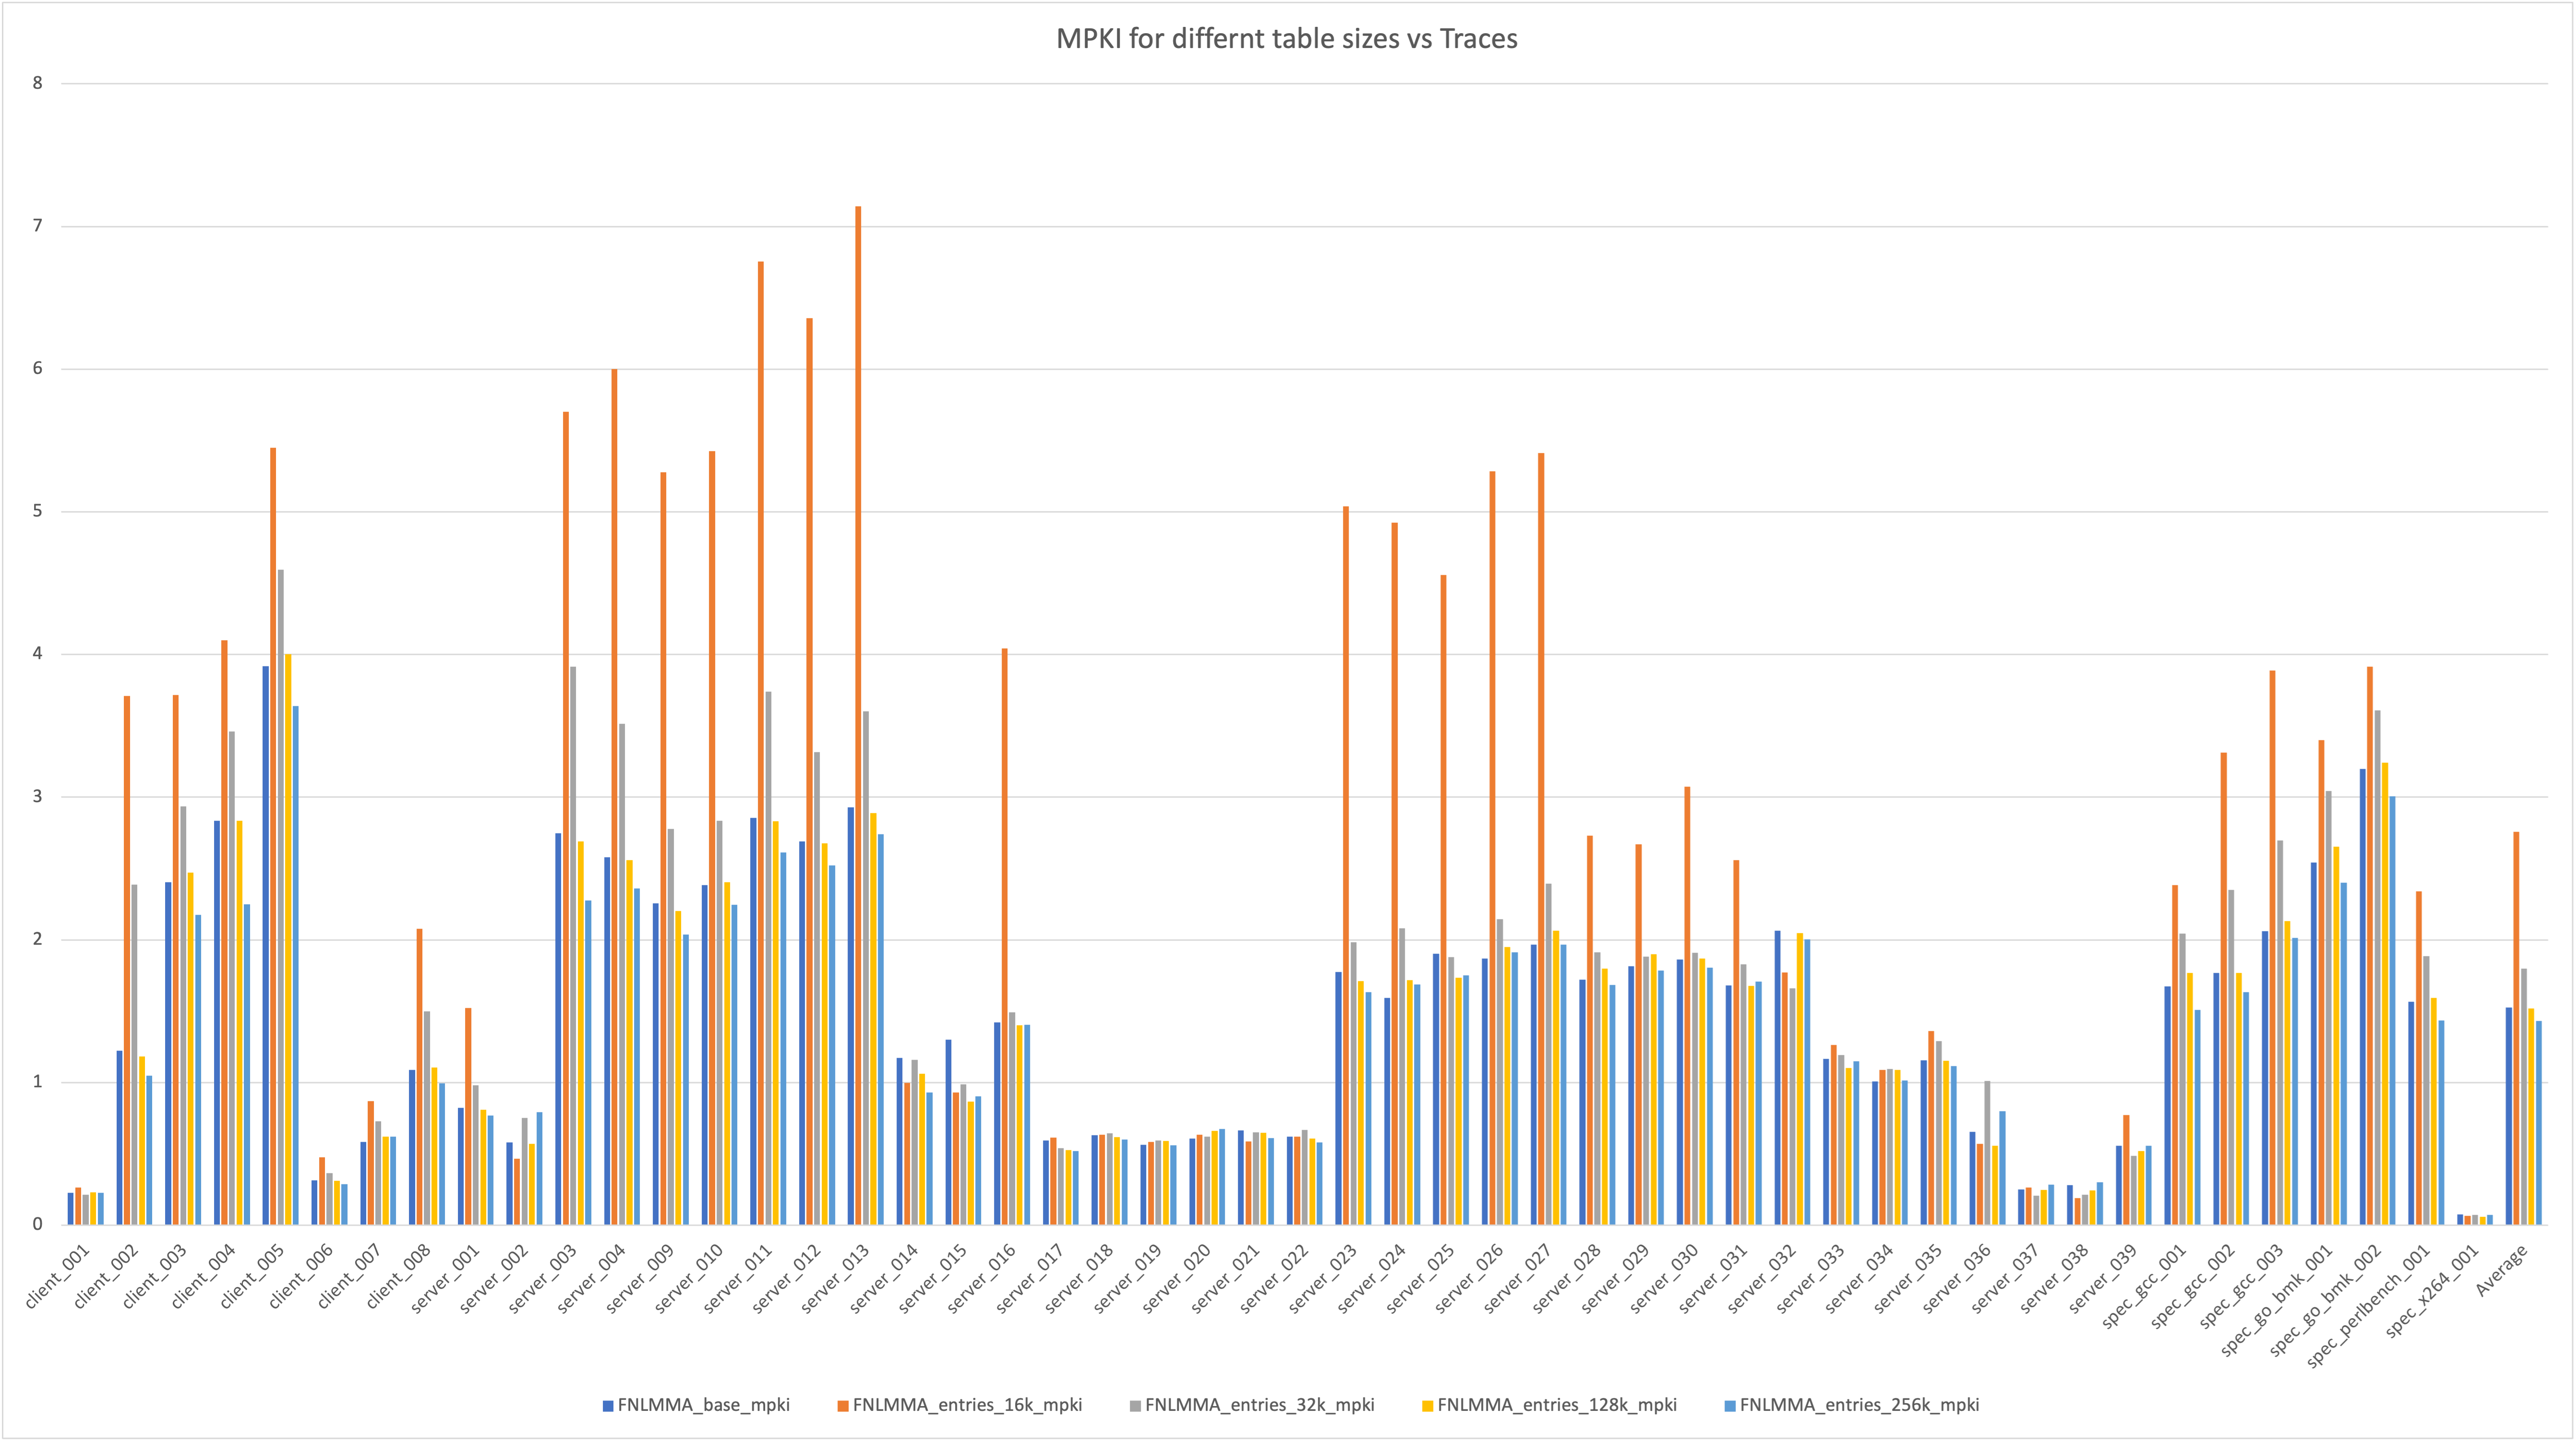 MPKI for differnt table sizes vs Traces
8
7
6
5
4
3
2
1
0
client_001
client_002
client_003
client_004
client_005
client_006
client_007
client_008
server_001
server_002
server_003
server_004
server_009
server_010
server_011
server_012
server_013
server_014
server_015
server_016
server_017
server_018
server_019
server_020
server_021
server_022
server_023
server_024
server_025
server_026
server_027
server_028
server_029
server_030
server_031
server_032
server_033
server_034
server_035
server_036
server_037
server_038
server_039
spec_gcc_001
spec_gcc_002
spec_gcc_003
spec_go_bmk_001
spec_go_bmk_002
spec_perlbench_001
spec_x264_001
Average
FNLMMA_base_mpki
FNLMMA_entries_16k_mpki
FNLMMA_entries_32k_mpki
FNLMMA_entries_128k_mpki
FNLMMA_entries_256k_mpki